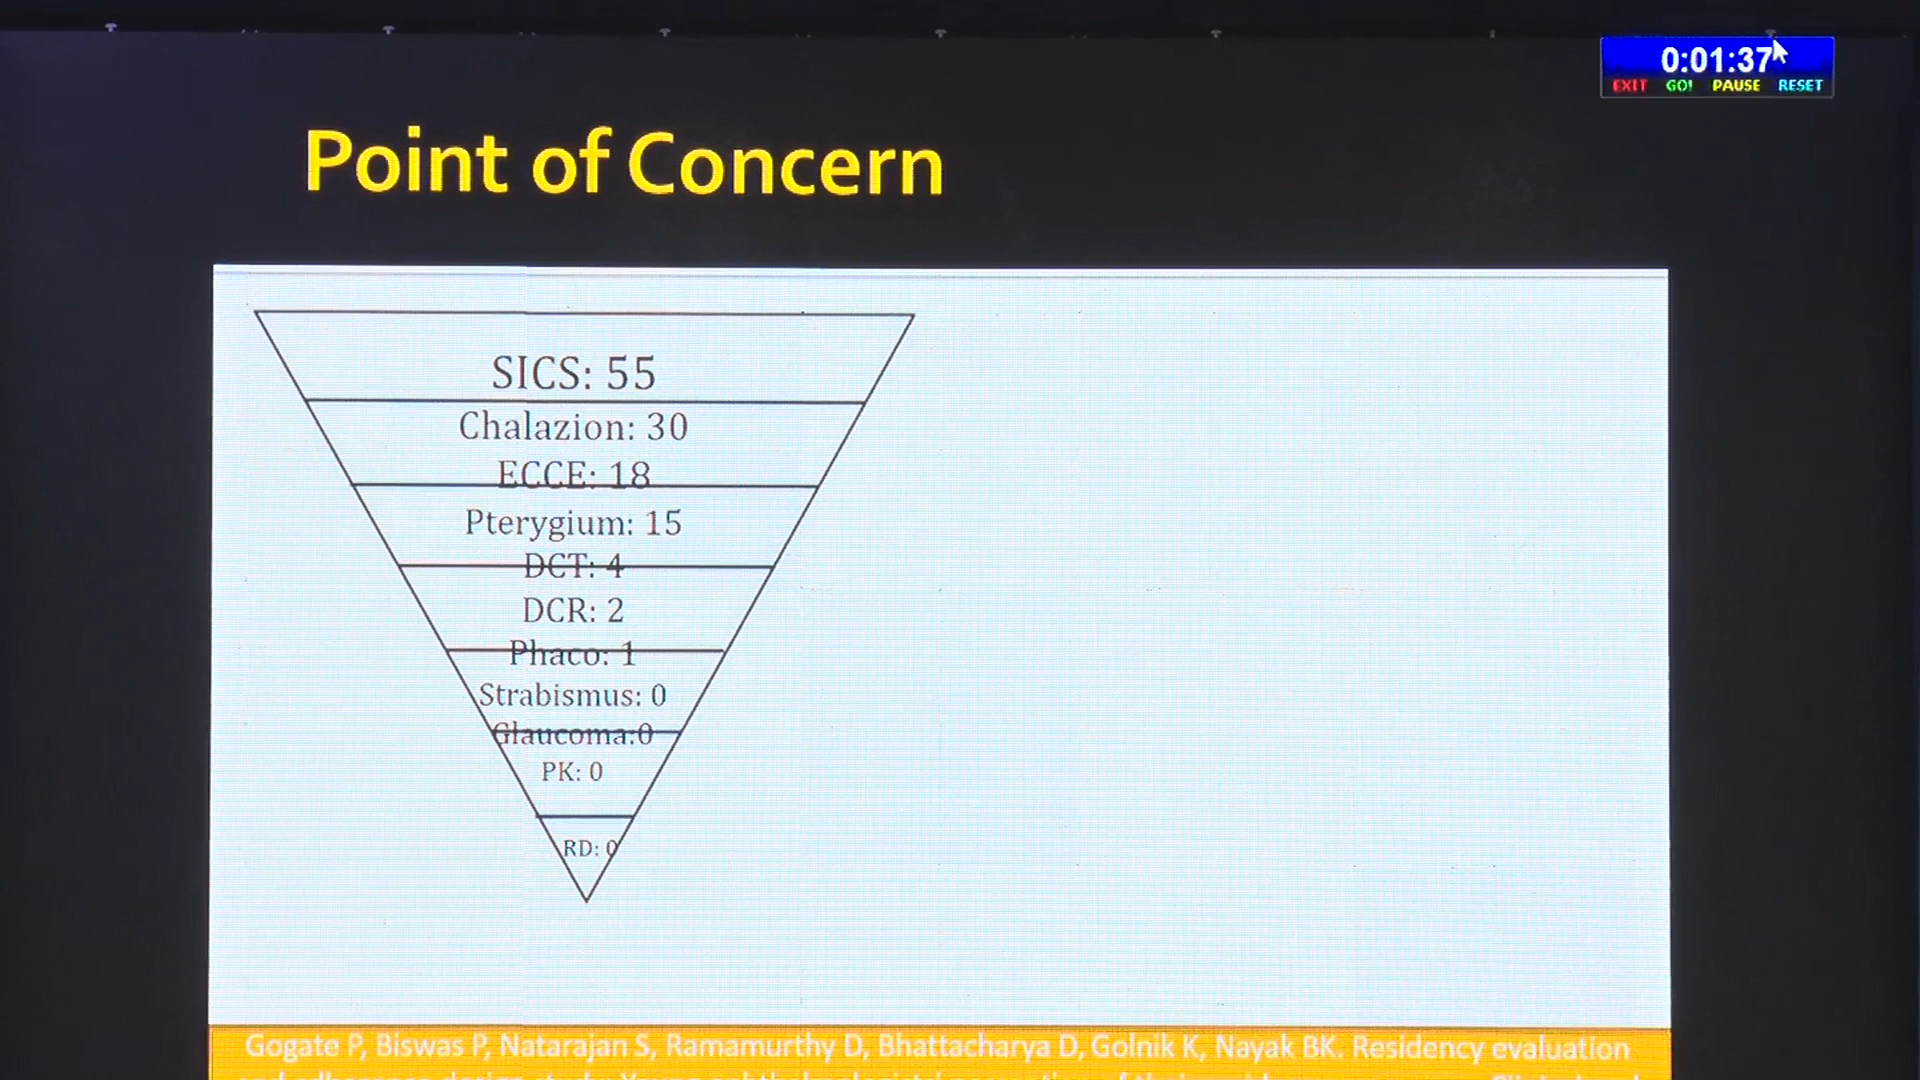 0:01:37
EXIT GO! PAUSE RESET
Point of Concern
SICS: 55
Chalazion: 30
ECCE: 18
Pterygium: 15
DCT: 4
DCR: 2
Phaco: 1
Strabismus: 0
Glaucoma:0
PK: 0
RD: 0
Gogate P, Biswas P, Natarajan S, Ramamurthy D, Bhattacharya D, Golnik K, Nayak BK. Residency evaluation